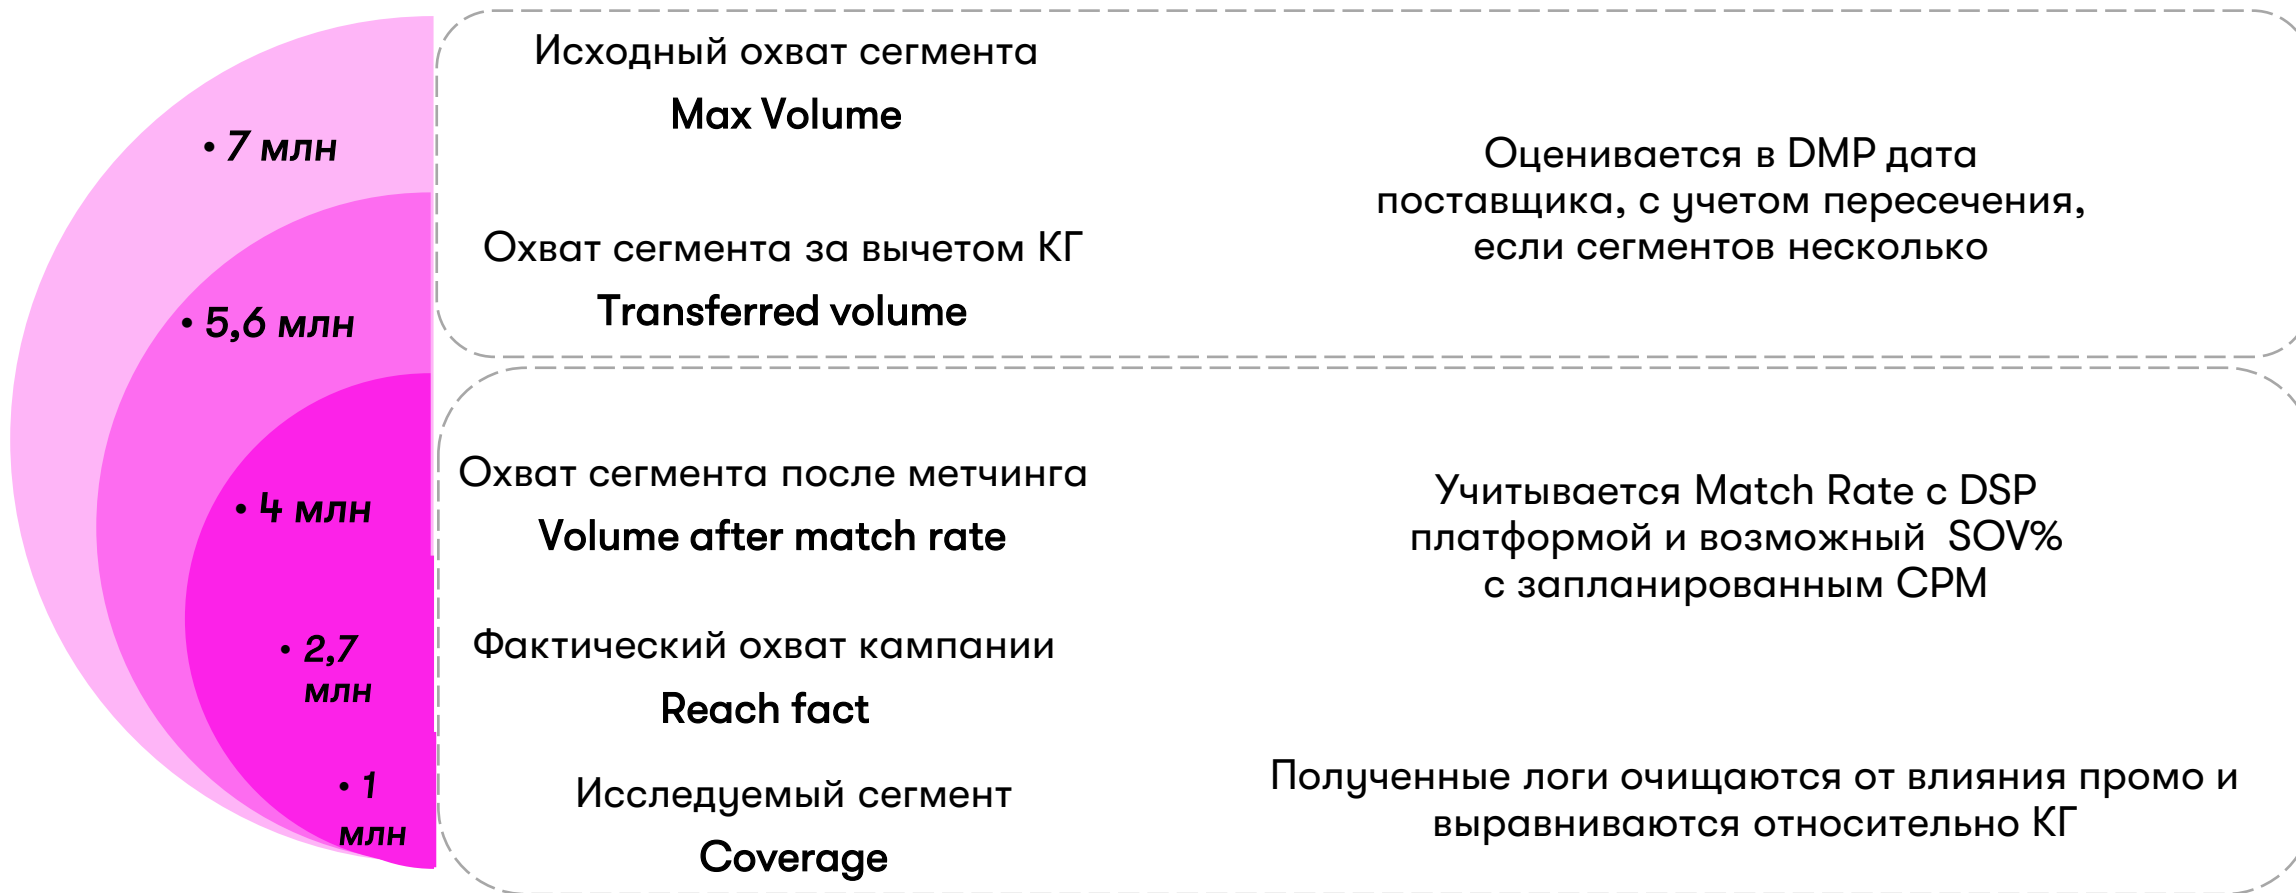 • 7 млн
Исходный охват сегмента
Max Volume
Оценивается в DMP дата
поставщика, с учетом пересечения,
если сегментов несколько
• 5,6 млн
Охват сегмента за вычетом КГ
Transferred volume
• 4 млн
Охват сегмента после метчинга
Volume after match rate
Учитывается Match Rate с DSP
платформой и возможный SOV%
с запланированным CPM
• 2,7
млн
Фактический охват кампании
Reach fact
• 1
млн
Исследуемый сегмент
Coverage
Полученные логи очищаются от влияния промо и
выравниваются относительно КГ